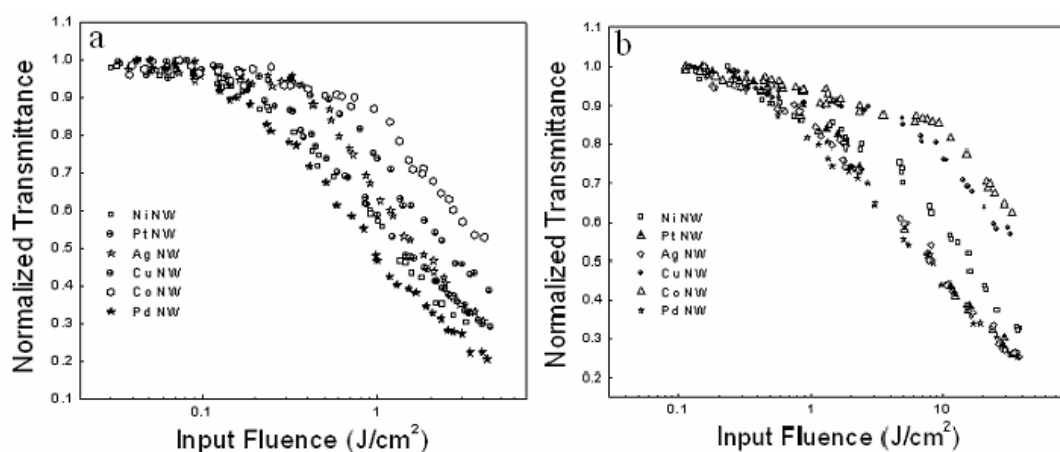 a
1.1
1.0
0.9
0.8
0.7
0.6
0.5
0.4
0.3
0.2
0.1
Normalized Transmittance
Ni NW
Pt NW
Ag NW
Cu NW
Co NW
Pd NW
0.1
1
Input Fluence (J/cm²)
b
1.1
1.0
0.9
0.8
0.7
0.6
0.5
0.4
0.3
0.2
Normalized Transmittance
Ni NW
Pt NW
Ag NW
Cu NW
Co NW
Pd NW
0.1
1
10
Input Fluence (J/cm²)